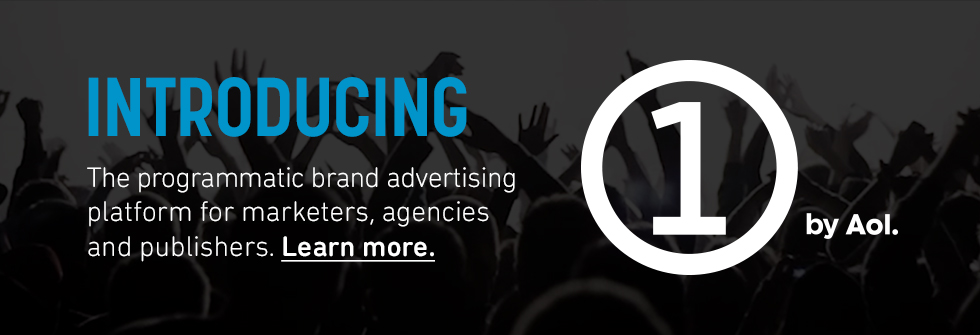 INTRODUCING
The programmatic brand advertising
platform for marketers, agencies
and publishers. Learn more.
1
by Aol.